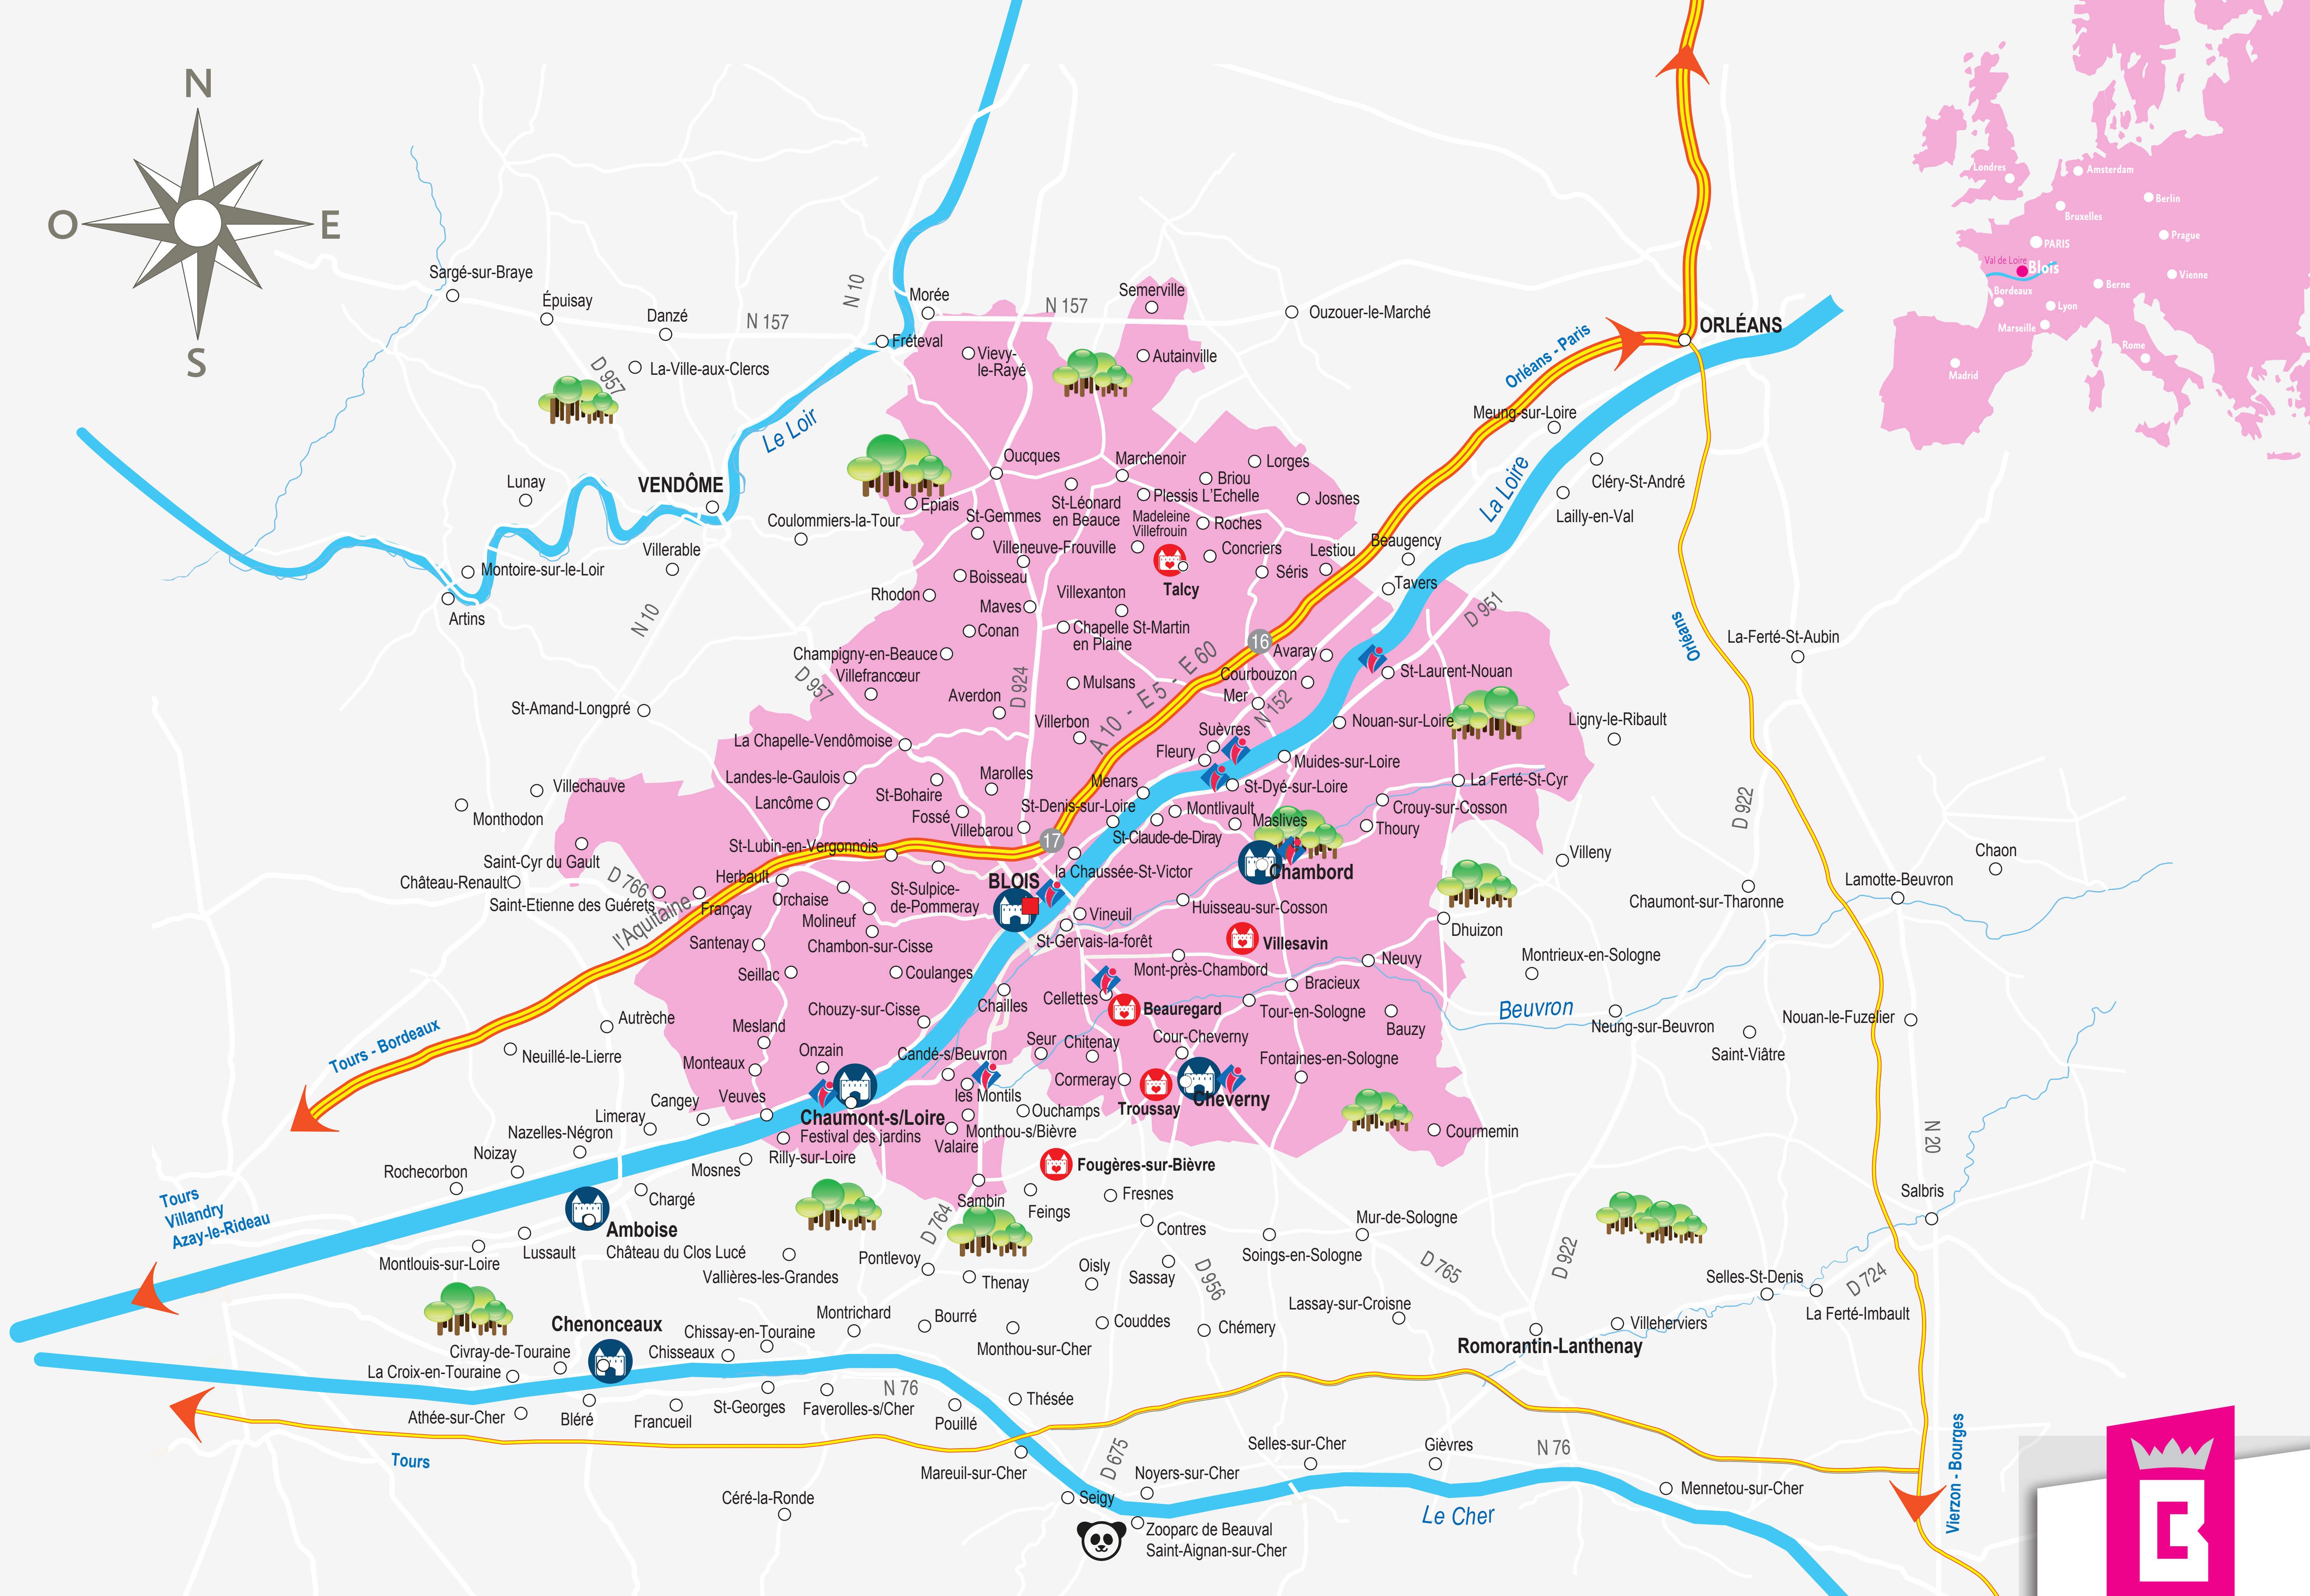 N
O
E
S
Londres
Amsterdam
Berlin
Bruxelles
PARIS
Prague
Val de Loire
Blois
Vienne
Berne
Bordeaux
Lyon
Marseille
Rome
Madrid
Sargé-sur-Braye
Épuisay
Danzé
N 157
N 10
Morée
N 157
Semerville
Ouzouer-le-Marché
ORLÉANS
Orléans - Paris
Fréteval
Vievy-
le-Rayé
Autainville
La-Ville-aux-Clercs
D 957
Le Loir
Meung-sur-Loire
La Loire
Cléry-St-André
Lailly-en-Val
Lunay
VENDÔME
Oucques
Marchenoir
Lorges
Briou
Epiais
St-Léonard
en Beauce
Plessis L'Echelle
Josnes
Coulommiers-la-Tour
St-Gemmes
Madeleine
Villefrouin
Roches
Villerable
Villeneuve-Frouville
Concriers
Lestiou
Beaugency
Montoire-sur-le-Loir
Boisseau
Talcy
Séris
Tavers
Artins
N 10
Rhodon
Villexanton
Maves
D 951
Conan
Chapelle St-Martin
en Plaine
Orléans
La-Ferté-St-Aubin
Champigny-en-Beauce
16
Avaray
D 957
Villefrancœur
Mulsans
A 10 - E 5 - E 60
Courbouzon
St-Laurent-Nouan
Averdon
D 924
Mer
N 152
St-Amand-Longpré
Villerbon
Suèvres
Nouan-sur-Loire
Ligny-le-Ribault
La Chapelle-Vendômoise
Fleury
Muides-sur-Loire
Landes-le-Gaulois
Marolles
Menars
St-Dyé-sur-Loire
La Ferté-St-Cyr
Villechauve
St-Bohaire
Lancôme
St-Denis-sur-Loire
Montlivault
Crouy-sur-Cosson
D 922
Monthodon
Fossé
Villebarou
Maslives
Thoury
St-Claude-de-Diray
17
St-Lubin-en-Vergonnois
Saint-Cyr du Gault
Château-Renault
D 766
Herbault
BLOIS
la Chaussée-St-Victor
Chambord
Villeny
Chaon
Lamotte-Beuvron
Saint-Etienne des Guérets
Françay
Orchaise
St-Sulpice-
de-Pommeray
Huisseau-sur-Cosson
Chaumont-sur-Tharonne
l'Aquitaine
Molineuf
Vineuil
Dhuizon
Santenay
Chambon-sur-Cisse
St-Gervais-la-forêt
Villesavin
Montrieux-en-Sologne
Seillac
Coulanges
Mont-près-Chambord
Neuvy
Chailles
Cellettes
Bracieux
Chouzy-sur-Cisse
Beauregard
Tour-en-Sologne
Bauzy
Beuvron
Neung-sur-Beuvron
Nouan-le-Fuzelier
Autrèche
Mesland
Tours - Bordeaux
Saint-Viâtre
Neuillé-le-Lierre
Monteaux
Onzain
Candé-s/Beuvron
Seur
Chitenay
Cour-Cheverny
Fontaines-en-Sologne
Cormeray
Veuves
les Montils
Troussay
Cheverny
Cangey
Limeray
Chaumont-s/Loire
Festival des jardins
Ouchamps
Courmemin
N 20
Nazelles-Négron
Valaire
Monthou-s/Bièvre
Noizay
Rilly-sur-Loire
Rochecorbon
Mosnes
Fougères-sur-Bièvre
Tours
Villandry
Azay-le-Rideau
Chargé
Sambin
Feings
Fresnes
Salbris
Amboise
Château du Clos Lucé
D 764
Contres
Mur-de-Sologne
Lussault
Montlouis-sur-Loire
Vallières-les-Grandes
Pontlevoy
Soings-en-Sologne
D 765
D 922
Thenay
Oisly
Sassay
D 956
Selles-St-Denis
D 724
La Ferté-Imbault
Chenonceaux
Montrichard
Bourré
Couddes
Chémery
Lassay-sur-Croisne
Villeherviers
Chissay-en-Touraine
Chisseaux
Monthou-sur-Cher
Romorantin-Lanthenay
Civray-de-Touraine
La Croix-en-Touraine
N 76
Athée-sur-Cher
Bléré
Francueil
St-Georges
Faverolles-s/Cher
Pouillé
Thésée
Tours
Mareuil-sur-Cher
D 675
Selles-sur-Cher
Gièvres
N 76
Vierzon - Bourges
Céré-la-Ronde
Noyers-sur-Cher
Seigy
Le Cher
Mennetou-sur-Cher
Zooparc de Beauval
Saint-Aignan-sur-Cher
B